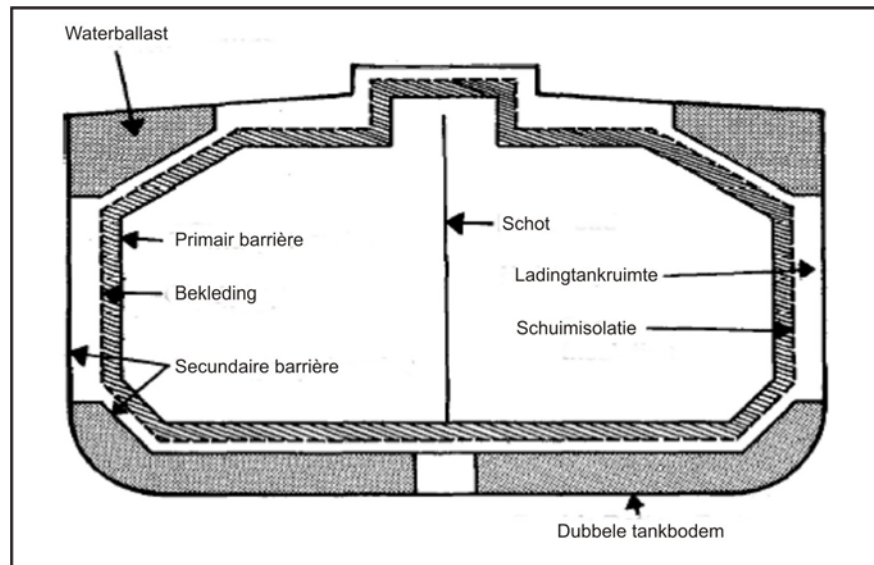 Waterballast
Primair barrière
Schot
Ladingtankruimte
Bekleding
Schuimisolatie
Secundaire barrière
Dubbele tankbodem